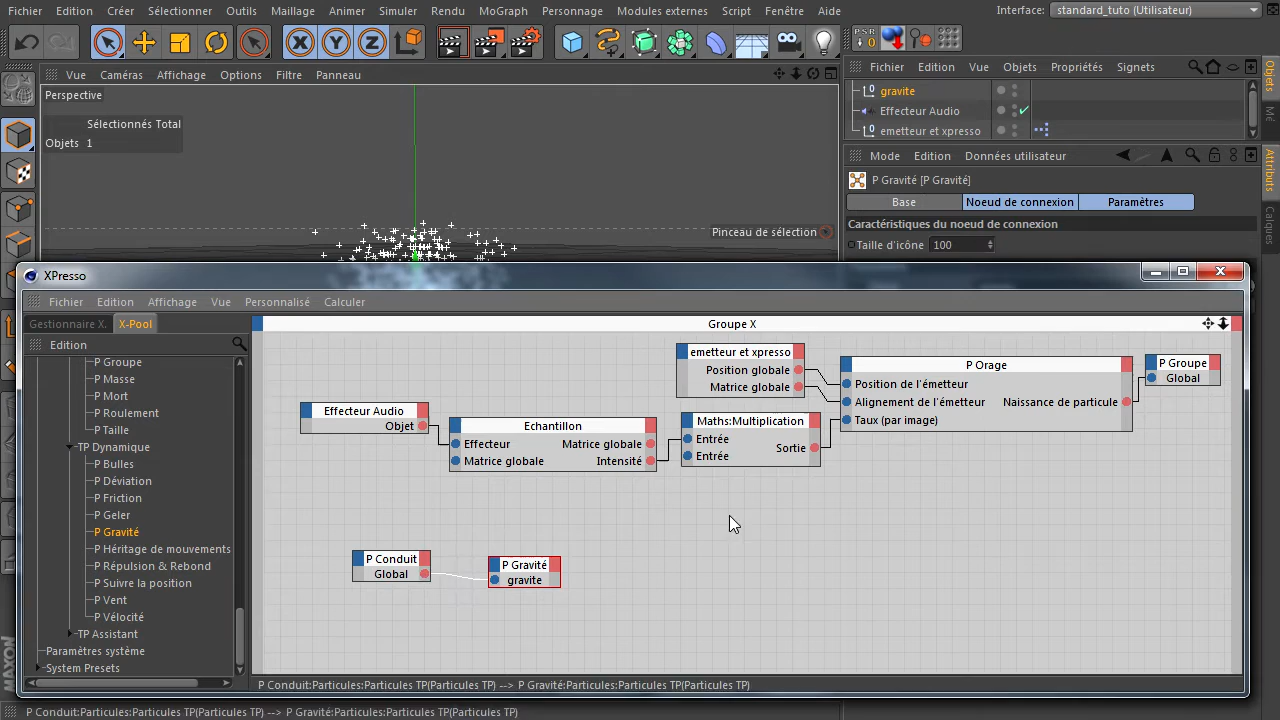 Fichier Edition Créer Sélectionner Outils Maillage Animer Simuler Rendu MoGraph Personnage Modules externes Script Fenêtre Aide Interface: standard_tuto (Utilisateur)
PSR
0
Vue Caméras Affichage Options Filtre Panneau
Fichier Edition Vue Objets Propriétés Signets
Perspective
Sélectionnés Total
Objets 1
gravite
Effecteur Audio
emetteur et xpresso
Objets
Mé
Mode Edition Données utilisateur
P Gravité [P Gravité]
Base Noeud de connexion Paramètres
Caractéristiques du noeud de connexion
Taille d'icône 100
Attributs
Calques
Pinceau de sélection
XPresso
Fichier Edition Affichage Vue Personnalisé Calculer
Gestionnaire X. X-Pool
Groupe X
Edition
P Groupe
P Masse
P Mort
P Roulement
P Taille
TP Dynamique
P Bulles
P Déviation
P Friction
P Geler
P Gravité
P Héritage de mouvements
P Répulsion & Rebond
P Suivre la position
P Vent
P Vélocité
TP Assistant
Paramètres système
System Presets
emetteur et xpresso
Position globale
Matrice globale
P Orage
Position de l'émetteur
Alignement de l'émetteur Naissance de particule
Taux (par image)
P Groupe
Global
Effecteur Audio
Objet
Echantillon
Effecteur Matrice globale
Matrice globale Intensité
Maths:Multiplication
Entrée
Entrée
Sortie
P Conduit
Global
P Gravité
gravite
P Conduit:Particules:Particules TP(Particules TP) --> P Gravité:Particules:Particules TP(Particules TP)
P Conduit:Particules:Particules TP(Particules TP) --> P Gravité:Particules:Particules TP(Particules TP)
MAXON